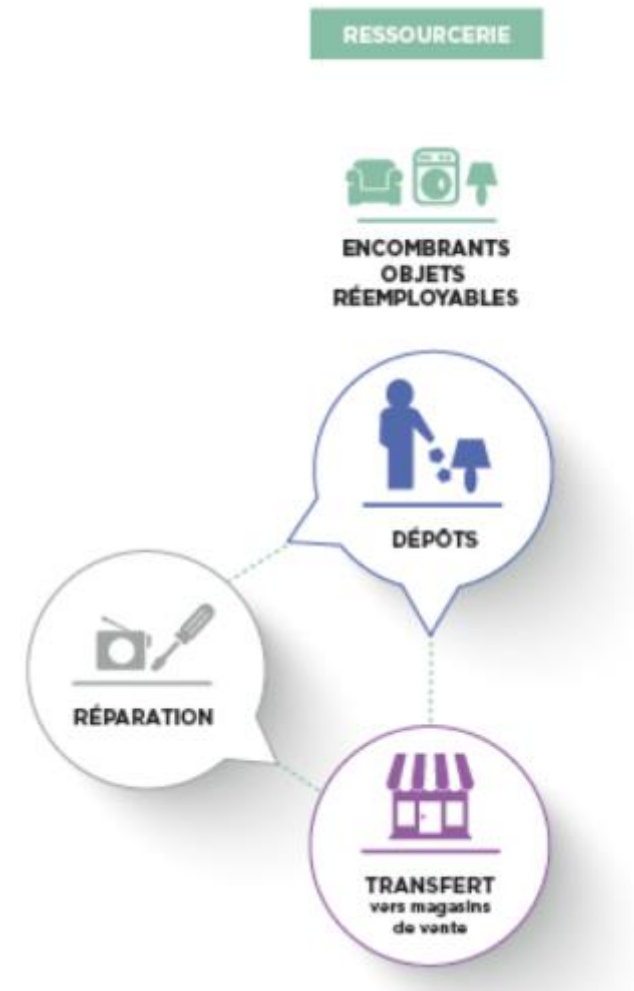 RESSOURCERIE
ENCOMBRANTS
OBJETS
RÉEMPLOYABLES
DÉPÔTS
RÉPARATION
TRANSFERT
vers magasins
de vente